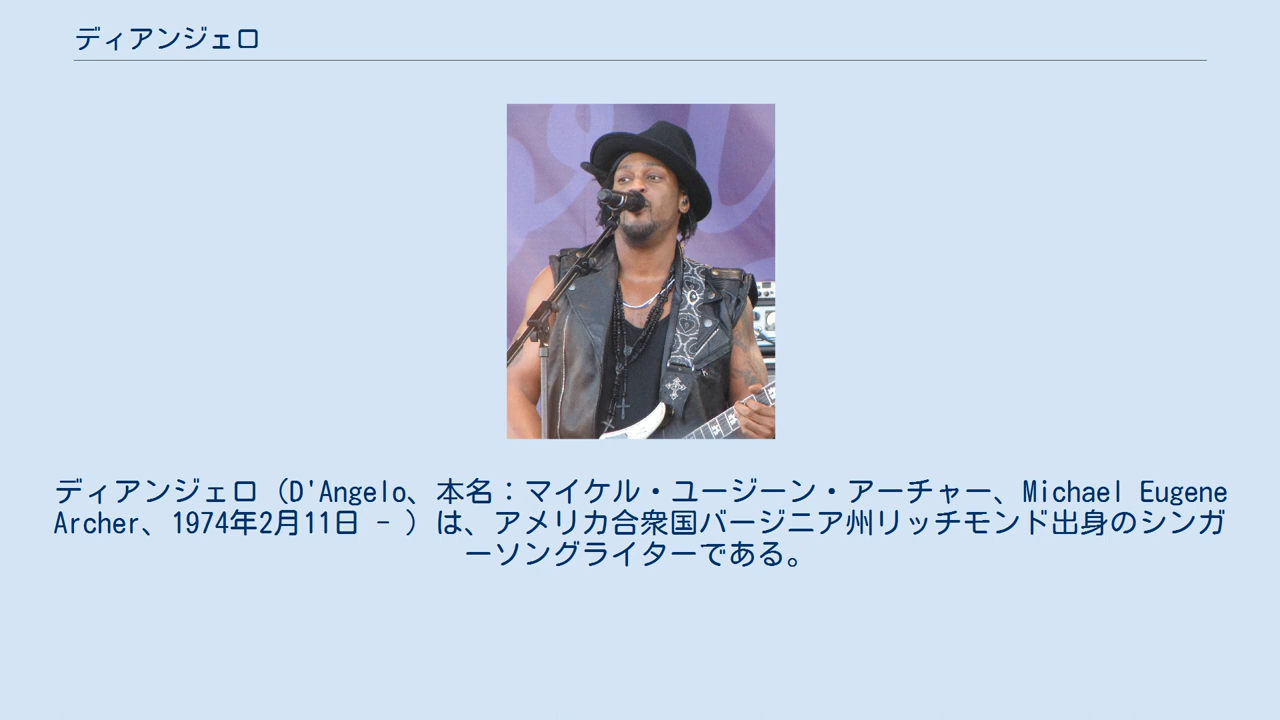 ディアンジェロ
ディアンジェロ（D'Angelo、本名：マイケル・ユージーン・アーチャー、Michael Eugene
Archer、1974年2月11日 - ）は、アメリカ合衆国バージニア州リッチモンド出身のシンガ
ーソングライターである。